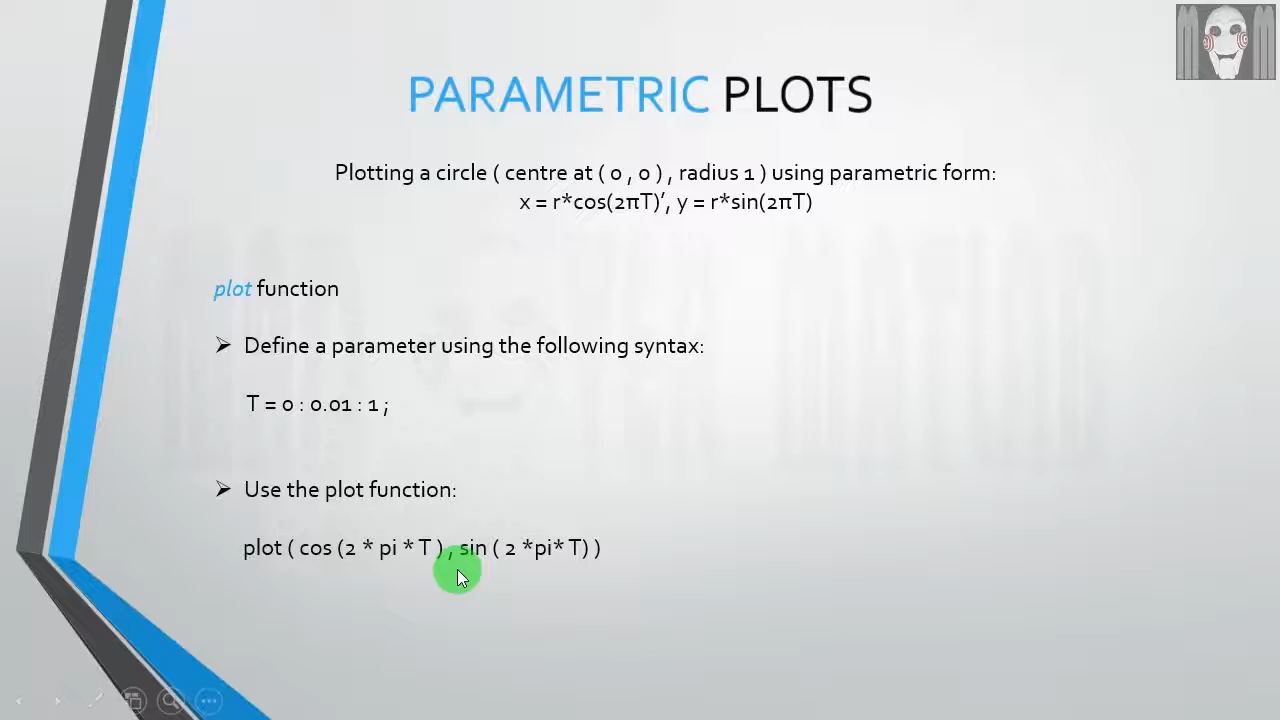 PARAMETRIC PLOTS
Plotting a circle ( centre at ( 0 , 0 ) , radius 1 ) using parametric form:
x = r*cos(2πT)’, y = r*sin(2πT)
plot function
➢ Define a parameter using the following syntax:
T = 0 : 0.01 : 1 ;
➢ Use the plot function:
plot ( cos (2 * pi * T ) , sin ( 2 *pi* T) )